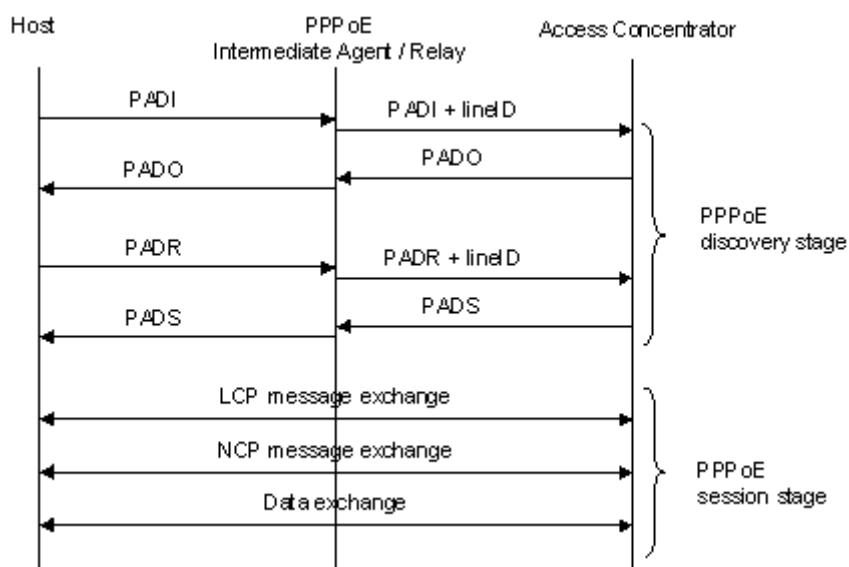 Host
PPPoE
Intermediate Agent / Relay
Access Concentrator
PADI
PADI + lineID
PADO
PADO
PPPoE
discovery stage
PADR
PADR + lineID
PADS
PADS
LCP message exchange
NCP message exchange
PPPoE
session stage
Data exchange